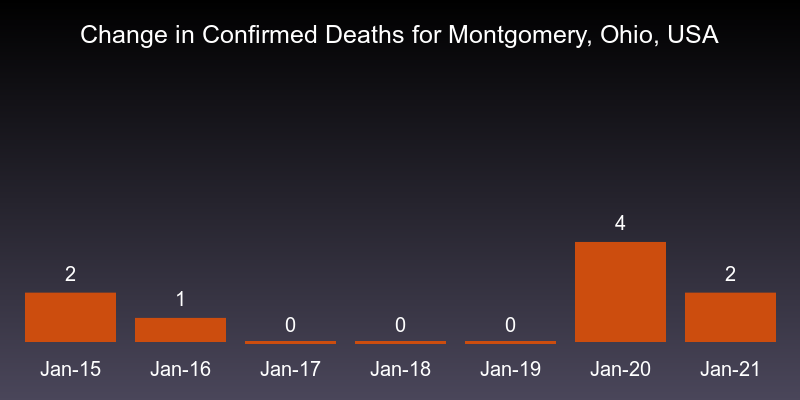 Change in Confirmed Deaths for Montgomery, Ohio, USA
4
2
2
1
0
0
0
Jan-15
Jan-16
Jan-17
Jan-18
Jan-19
Jan-20
Jan-21